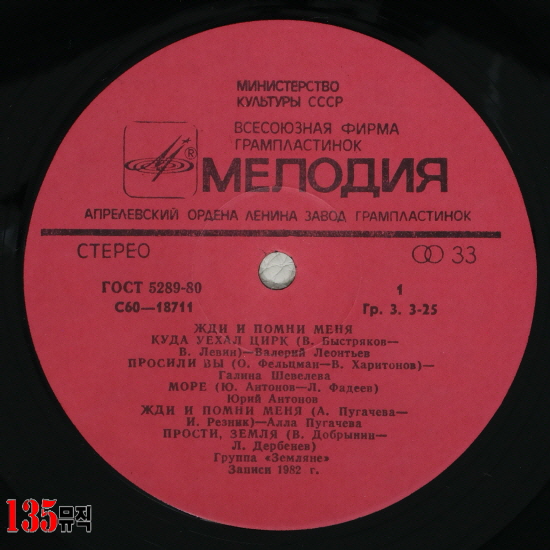 МИНИСТЕРСТВО
КУЛЬТУРЫ СССР
ВСЕСОЮЗНАЯ ФИРМА
ГРАМПЛАСТИНОК
®
МЕЛОДИЯ
АПРЕЛЕВСКИЙ ОРДЕНА ЛЕНИНА ЗАВОД ГРАМПЛАСТИНОК
СТЕРЕО 33
ГОСТ 5289-80 1
С60—18711 Гр. 3. 3-25
ЖДИ И ПОМНИ МЕНЯ
КУДА УЕХАЛ ЦИРК (В. Быстряков—
В. Левин)—Валерий Леонтьев
ПРОСИЛИ ВЫ (О. Фельцман—В. Харитонов)—
Галина Шевелева
МОРЕ (Ю. Антонов—Л. Фадеев)
Юрий Антонов
ЖДИ И ПОМНИ МЕНЯ (А. Пугачева—
И. Резник)—Алла Пугачева
ПРОСТИ, ЗЕМЛЯ (В. Добрынин—
Л. Дербенев)
Группа «Земляне»
Записи 1982 г.
135뮤직